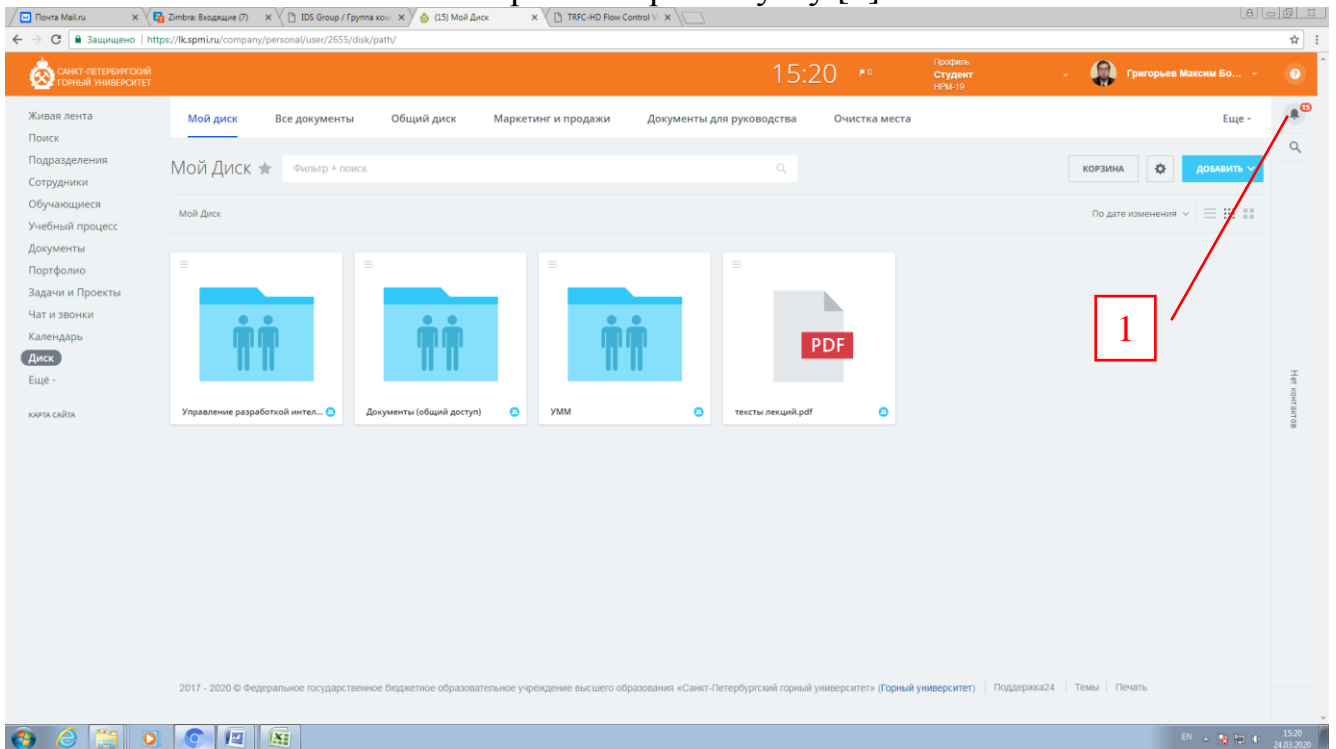 Почта Mail.ru
Zimbra: Входящие (7)
IDS Group / Группа ком
(15) Мой Диск
TRFC-HD Flow Control V
Защищено | https://lk.spmi.ru/company/personal/user/2655/disk/path/
САНКТ-ПЕТЕРБУРГСКИЙ
ГОРНЫЙ УНИВЕРСИТЕТ
15:20
0
Профиль
Студент
НРМ-19
Григорьев Максим Бо...
?
15
Живая лента
Поиск
Подразделения
Сотрудники
Обучающиеся
Учебный процесс
Документы
Портфолио
Задачи и Проекты
Чат и звонки
Календарь
Диск
Ещё -
КАРТА САЙТА
Мой диск
Все документы
Общий диск
Маркетинг и продажи
Документы для руководства
Очистка места
Еще -
Мой Диск
Фильтр + поиск
КОРЗИНА
ДОБАВИТЬ
Мой Диск
По дате изменения
PDF
1
Управление разработкой интел...
Документы (общий доступ)
УММ
тексты лекций.pdf
Нет контактов
2017 - 2020 © Федеральное государственное бюджетное образовательное учреждение высшего образования «Санкт-Петербургский горный университет» (Горный университет) | Поддержка24 | Темы | Печать
EN
15:20
24.03.2020